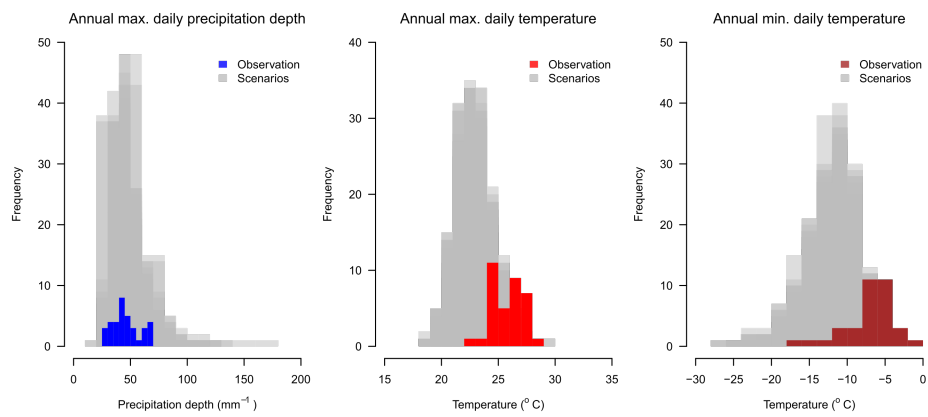 Annual max. daily precipitation depth
50
40
30
20
10
0
Frequency
Observation
Scenarios
0 50 100 150 200
Precipitation depth (mm⁻¹ )
Annual max. daily temperature
40
30
20
10
0
Frequency
Observation
Scenarios
15 20 25 30 35
Temperature (° C)
Annual min. daily temperature
50
40
30
20
10
0
Frequency
Observation
Scenarios
−30 −25 −20 −15 −10 −5 0
Temperature (° C)